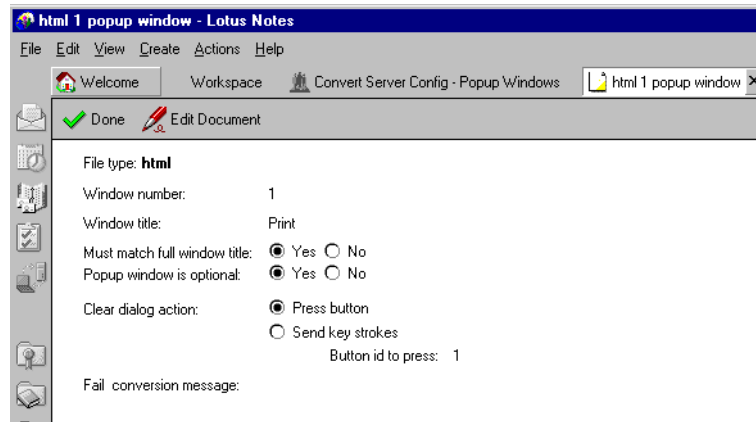 html 1 popup window - Lotus Notes
File Edit View Create Actions Help
Welcome Workspace Convert Server Config - Popup Windows html 1 popup window
Done Edit Document
File type: html
Window number: 1
Window title: Print
Must match full window title: Yes No
Popup window is optional: Yes No
Clear dialog action: Press button
Send key strokes
Button id to press: 1
Fail conversion message: